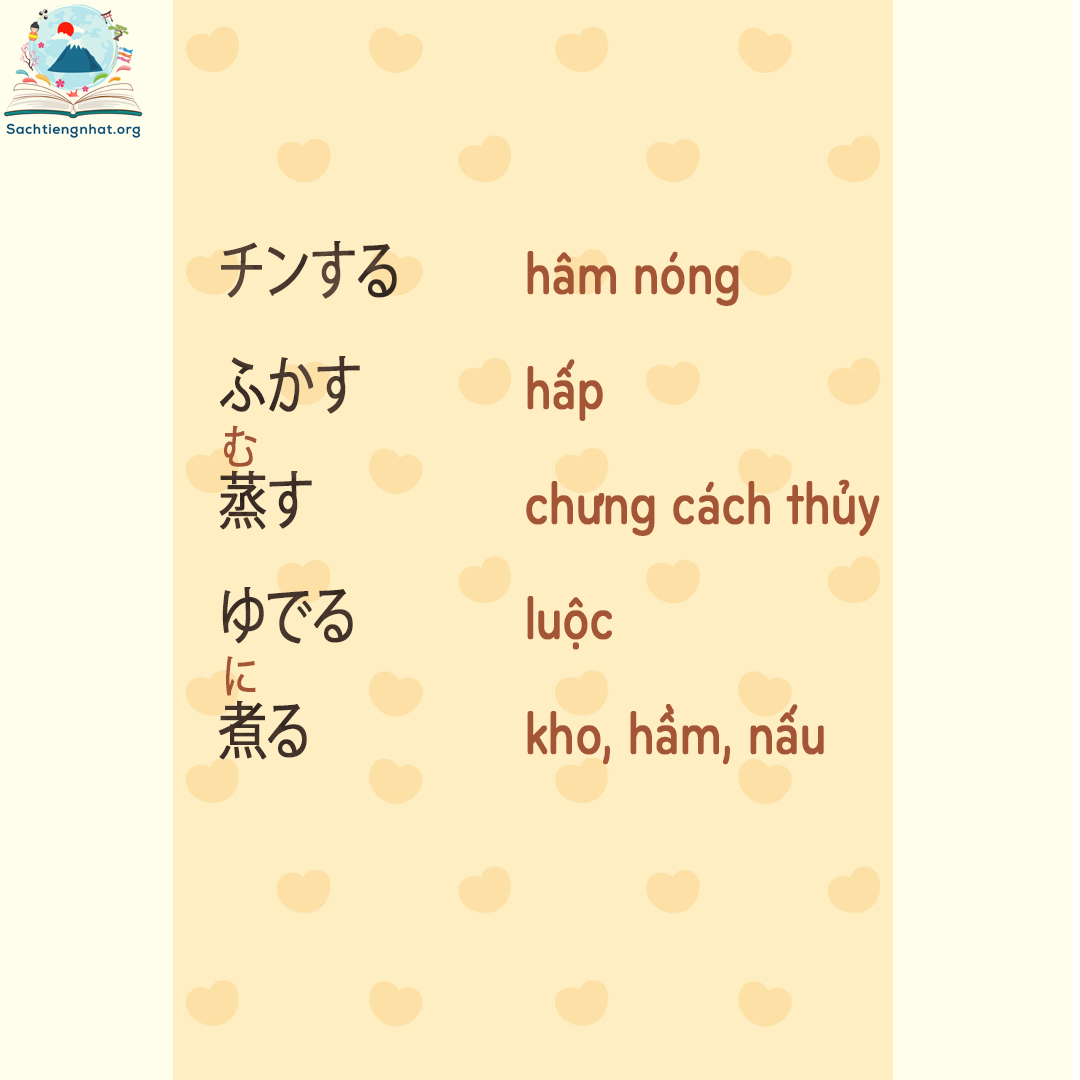 Sachtiengnhat.org
チンする hâm nóng
ふかす hấp
む
蒸す chưng cách thủy
ゆでる luộc
に
煮る kho, hầm, nấu